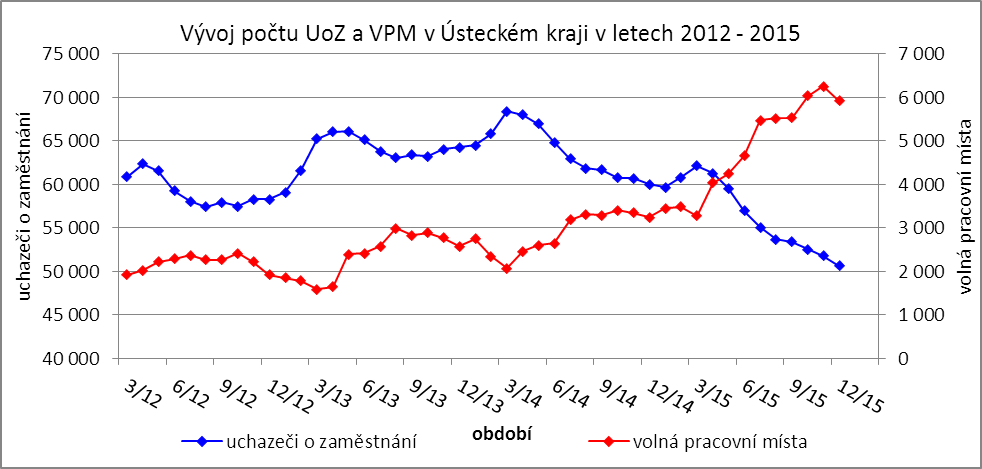 Vývoj počtu UoZ a VPM v Ústeckém kraji v letech 2012 - 2015
uchazeči o zaměstnání
75 000
70 000
65 000
60 000
55 000
50 000
45 000
40 000
7 000
6 000
5 000
4 000
3 000
2 000
1 000
0
volná pracovní místa
3/12 6/12 9/12 12/12 3/13 6/13 9/13 12/13 3/14 6/14 9/14 12/14 3/15 6/15 9/15 12/15
období
uchazeči o zaměstnání volná pracovní místa